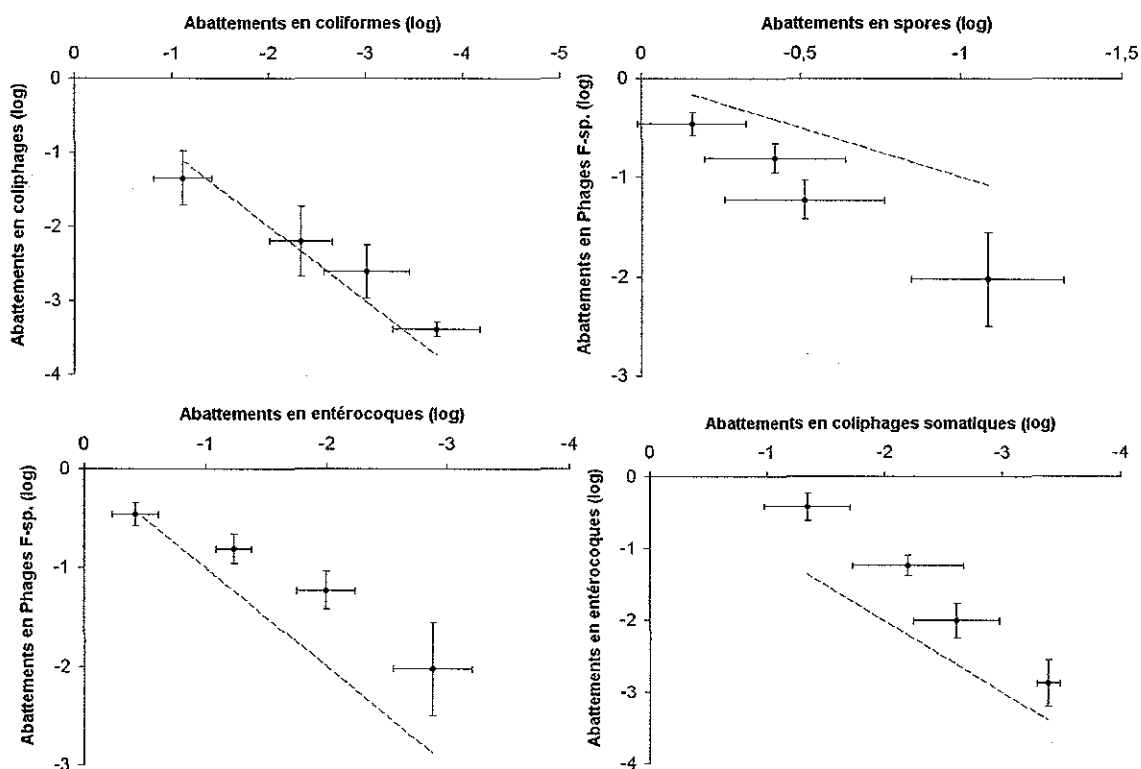 Abattements en coliformes (log)
0 -1 -2 -3 -4 -5
Abattements en coliphages (log)
0
-1
-2
-3
-4
Abattements en spores (log)
0 -0,5 -1 -1,5
Abattements en Phages F-sp. (log)
0
-1
-2
-3
Abattements en entérocoques (log)
0 -1 -2 -3 -4
Abattements en Phages F-sp. (log)
0
-1
-2
-3
Abattements en coliphages somatiques (log)
0 -1 -2 -3 -4
Abattements en entérocoques (log)
0
-1
-2
-3
-4